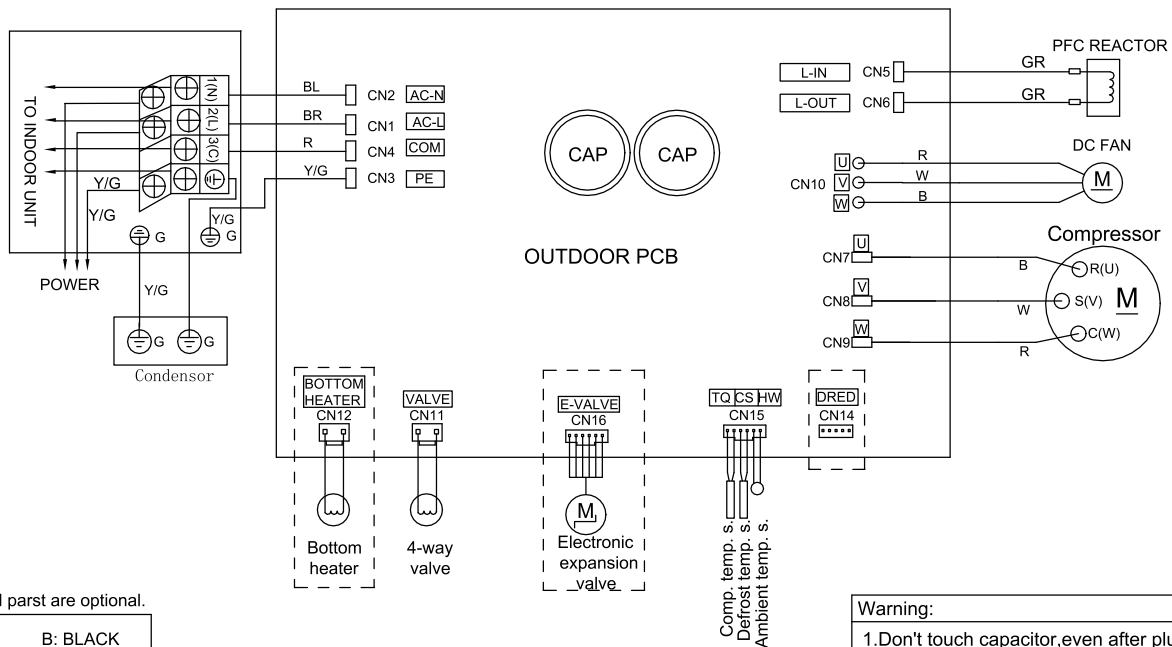 1(N)
2(L)
3(C)
TO INDOOR UNIT
Y/G
Y/G
G
Y/G
G
POWER
Y/G
G
G
Condensor
BL
CN2
AC-N
BR
CN1
AC-L
R
CN4
COM
Y/G
CN3
PE
CAP
CAP
OUTDOOR PCB
PFC REACTOR
L-IN
CN5
GR
L-OUT
CN6
GR
DC FAN
CN10
U
R
V
W
W
B
M
Compressor
U
CN7
B
R(U)
V
CN8
W
S(V)
M
W
CN9
R
C(W)
BOTTOM
HEATER
CN12
Bottom
heater
VALVE
CN11
4-way
valve
E-VALVE
CN16
M
Electronic
expansion
valve
TQ CS HW
CN15
Comp. temp. s.
Defrost temp. s.
Ambient temp. s.
DRED
CN14
parst are optional.
B: BLACK
Warning:
1.Don't touch capacitor,even after